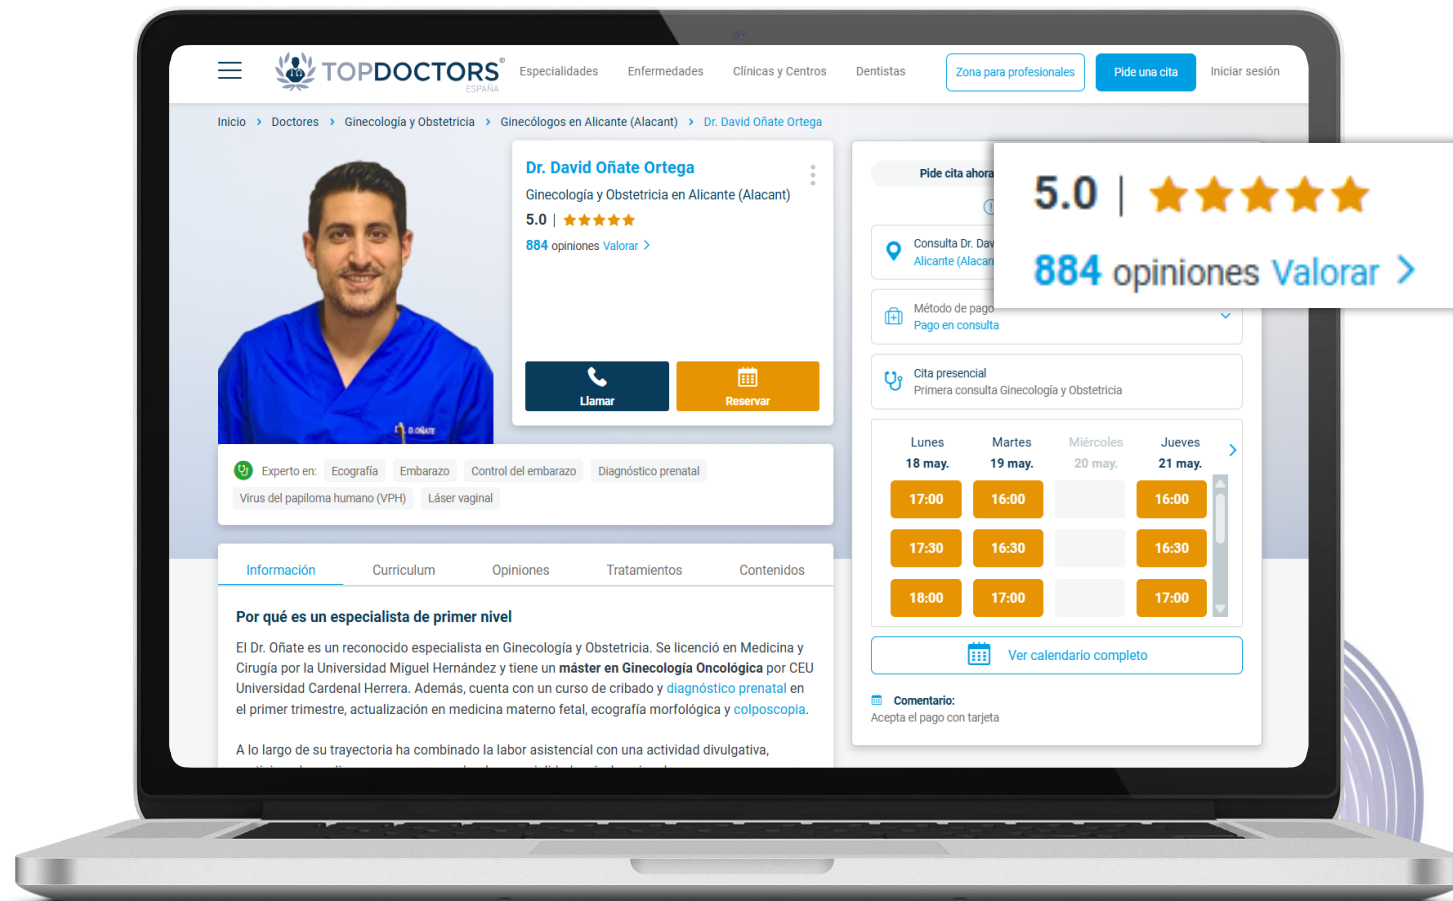 TOPDOCTORS®
ESPAÑA
Especialidades
Enfermedades
Clínicas y Centros
Dentistas
Zona para profesionales
Pide una cita
Iniciar sesión
Inicio > Doctores > Ginecología y Obstetricia > Ginecólogos en Alicante (Alacant) > Dr. David Oñate Ortega
Dr. David Oñate Ortega
Ginecología y Obstetricia en Alicante (Alacant)
5.0 |
884 opiniones Valorar >
Llamar
Reservar
D. OÑATE
Experto en: Ecografía Embarazo Control del embarazo Diagnóstico prenatal
Virus del papiloma humano (VPH) Láser vaginal
Información
Curriculum
Opiniones
Tratamientos
Contenidos
Por qué es un especialista de primer nivel
El Dr. Oñate es un reconocido especialista en Ginecología y Obstetricia. Se licenció en Medicina y
Cirugía por la Universidad Miguel Hernández y tiene un máster en Ginecología Oncológica por CEU
Universidad Cardenal Herrera. Además, cuenta con un curso de cribado y diagnóstico prenatal en
el primer trimestre, actualización en medicina materno fetal, ecografía morfológica y colposcopia.
A lo largo de su trayectoria ha combinado la labor asistencial con una actividad divulgativa,
Pide cita ahora
5.0 |
884 opiniones Valorar >
Consulta Dr.
Alicante
Método de pago
Pago en consulta
Cita presencial
Primera consulta Ginecología y Obstetricia
Lunes Martes Miércoles Jueves
18 may. 19 may. 20 may. 21 may.
17:00 16:00 16:00
17:30 16:30 16:30
18:00 17:00 17:00
Ver calendario completo
Comentario:
Acepta el pago con tarjeta